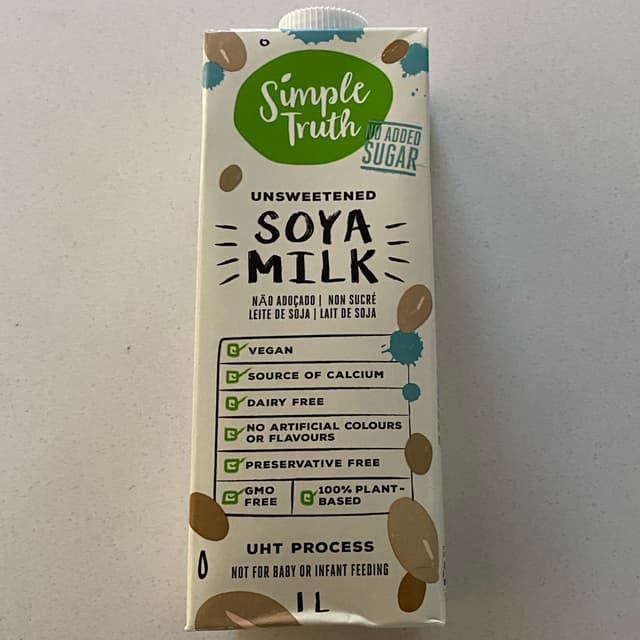 Simple
Truth
NO ADDED
SUGAR
UNSWEETENED
SOYA
MILK
NÃO ADOÇADO | NON SUCRÉ
LEITE DE SOJA | LAIT DE SOJA
VEGAN
SOURCE OF CALCIUM
DAIRY FREE
NO ARTIFICIAL COLOURS
OR FLAVOURS
PRESERVATIVE FREE
GMO
FREE
100% PLANT-
BASED
UHT PROCESS
NOT FOR BABY OR INFANT FEEDING
1L